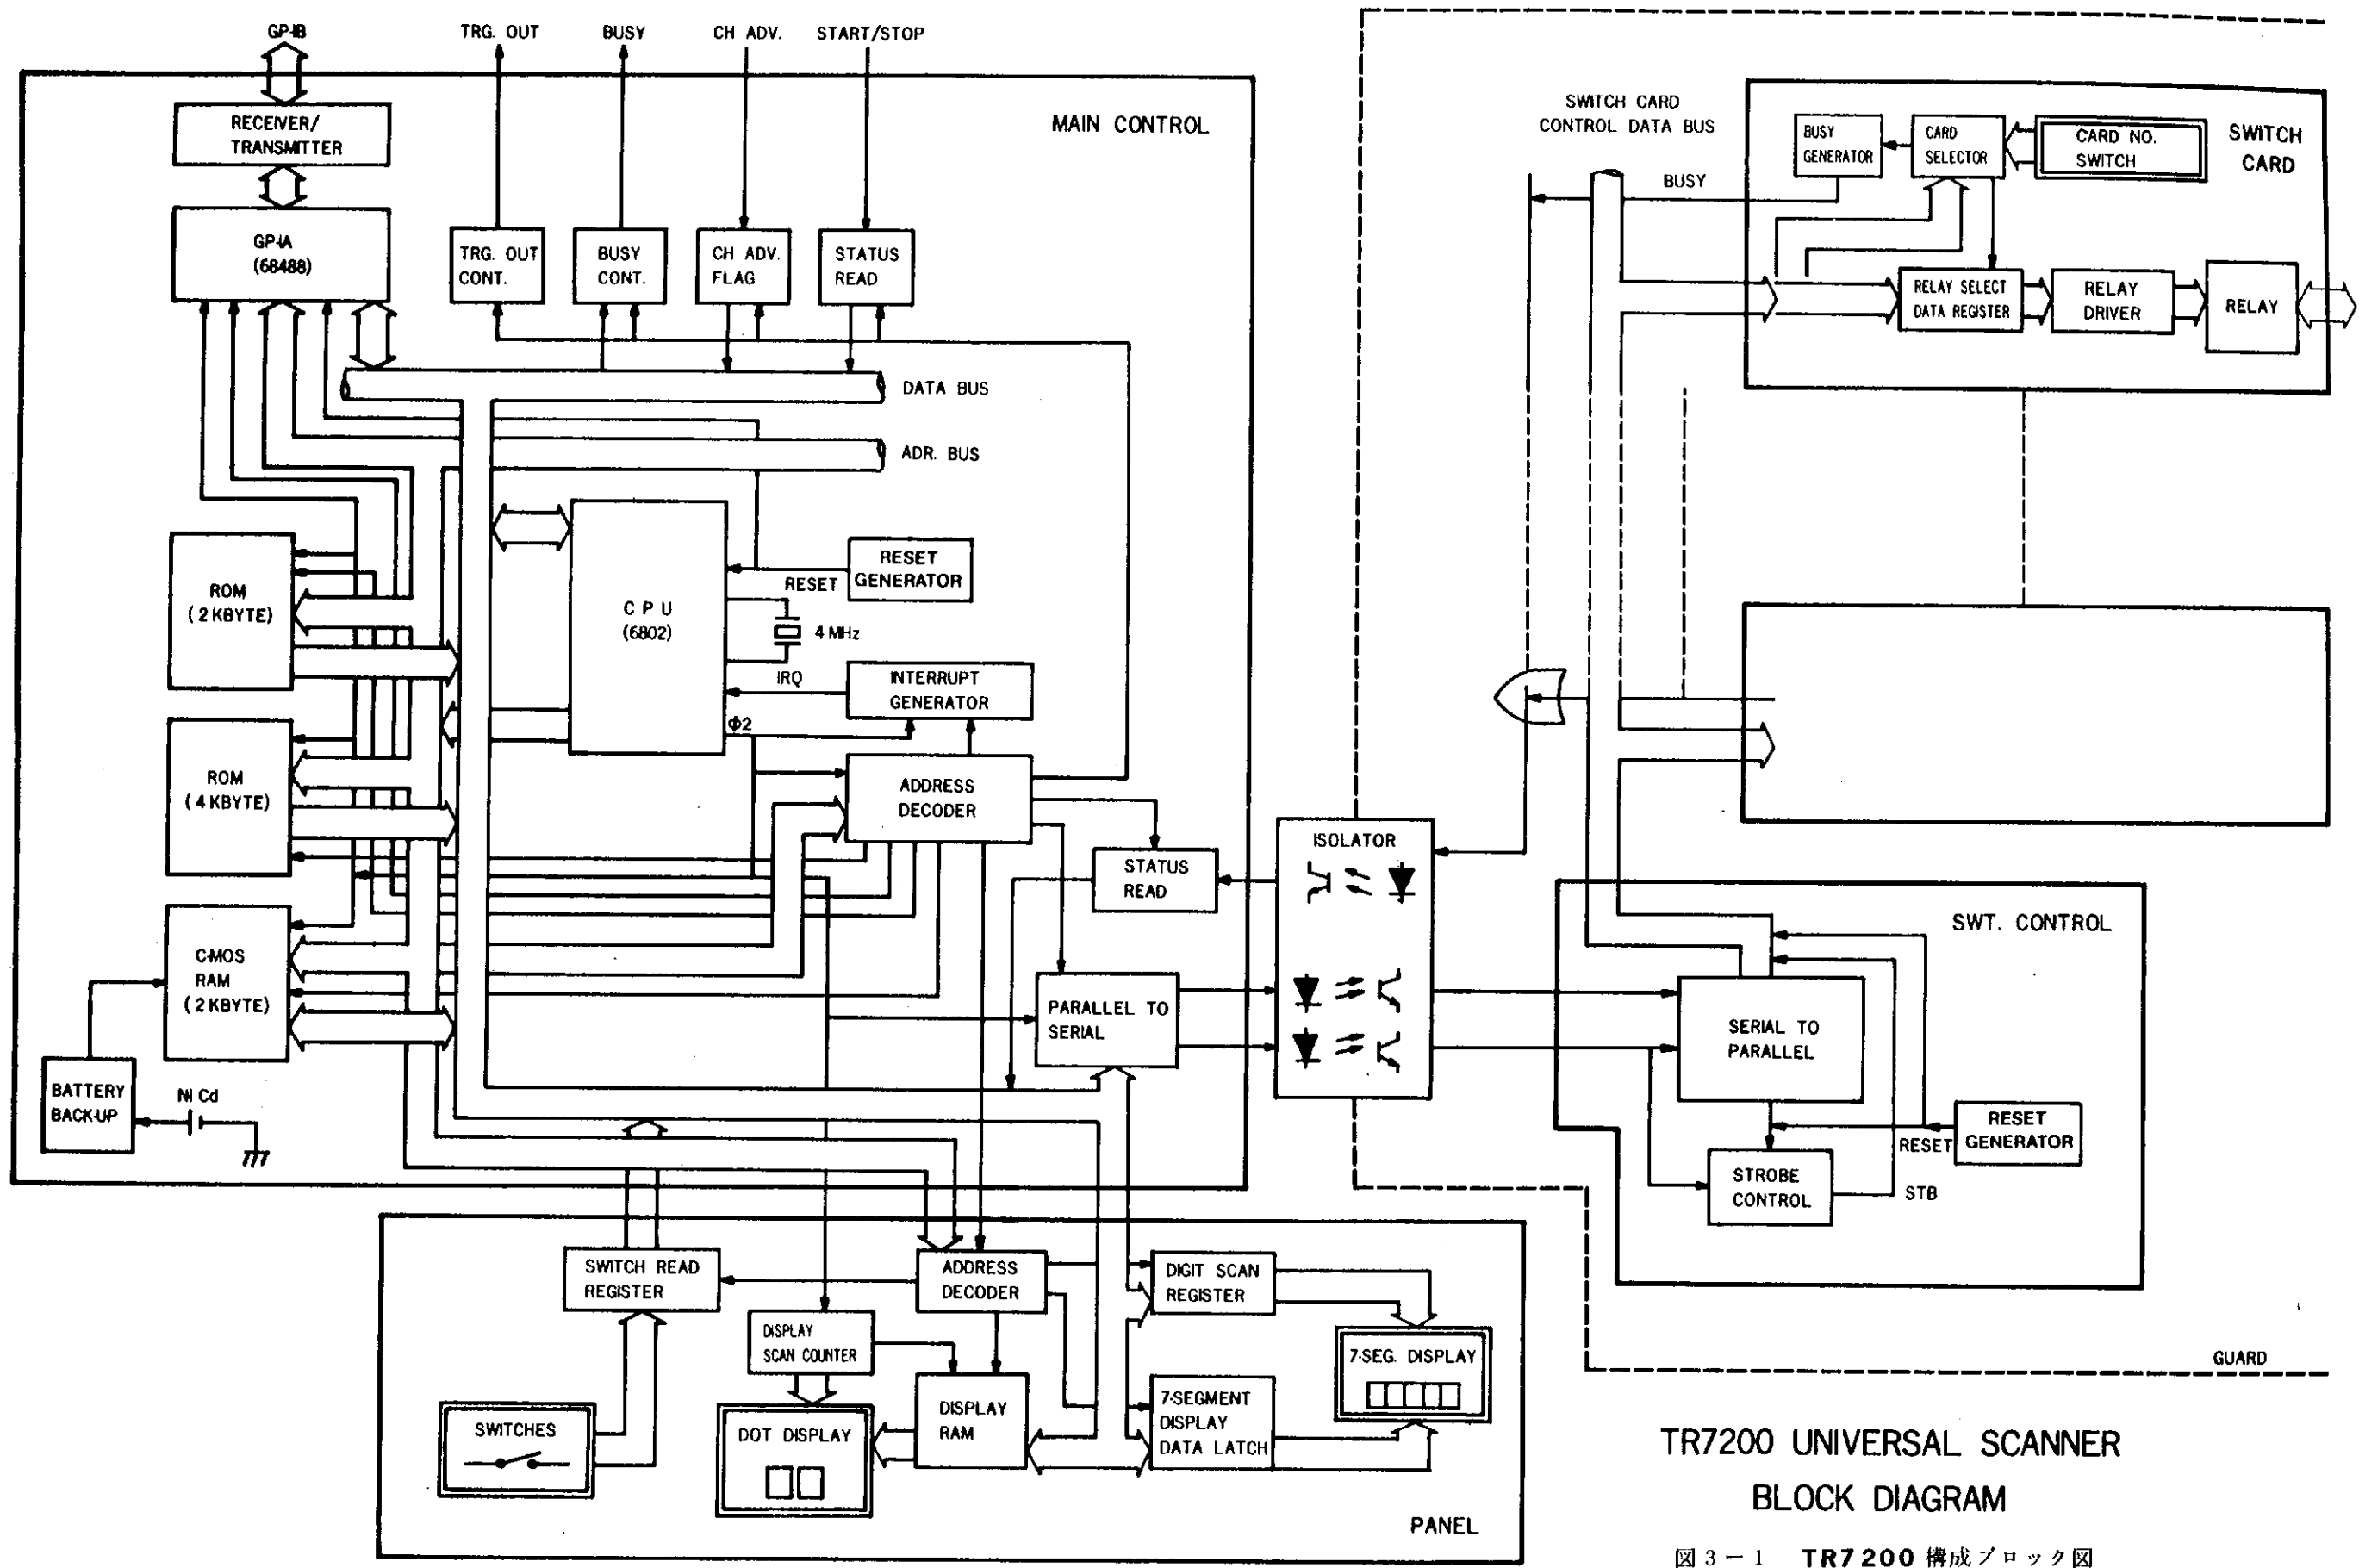 GP-IB
TRG. OUT
BUSY
CH ADV.
START/STOP
MAIN CONTROL
RECEIVER/
TRANSMITTER
GP-IA
(68488)
TRG. OUT
CONT.
BUSY
CONT.
CH ADV.
FLAG
STATUS
READ
DATA BUS
ADR. BUS
ROM
(2 KBYTE)
CPU
(6802)
RESET
GENERATOR
RESET
4 MHz
IRQ
INTERRUPT
GENERATOR
Φ2
ROM
(4 KBYTE)
ADDRESS
DECODER
STATUS
READ
C-MOS
RAM
(2 KBYTE)
PARALLEL TO
SERIAL
BATTERY
BACK-UP
Ni Cd
ISOLATOR
SWITCH CARD
CONTROL DATA BUS
BUSY
BUSY
GENERATOR
CARD
SELECTOR
CARD NO.
SWITCH
SWITCH
CARD
RELAY SELECT
DATA REGISTER
RELAY
DRIVER
RELAY
SWT. CONTROL
SERIAL TO
PARALLEL
RESET
GENERATOR
RESET
STROBE
CONTROL
STB
GUARD
SWITCH READ
REGISTER
ADDRESS
DECODER
DIGIT SCAN
REGISTER
DISPLAY
SCAN COUNTER
7-SEG. DISPLAY
SWITCHES
DOT DISPLAY
DISPLAY
RAM
7-SEGMENT
DISPLAY
DATA LATCH
PANEL
TR7200 UNIVERSAL SCANNER
BLOCK DIAGRAM
図 3 − 1 TR7200 構成ブロック図